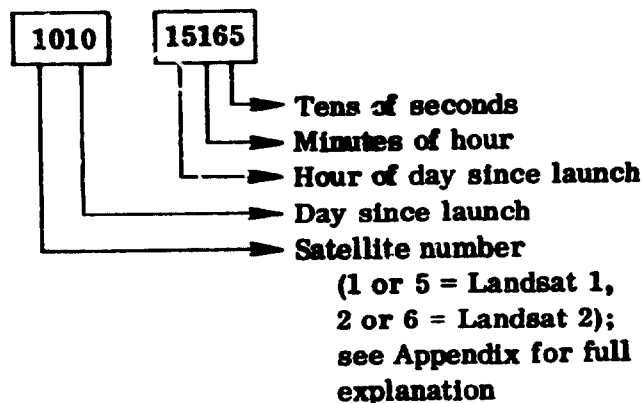 1010 15165
Tens of seconds
Minutes of hour
Hour of day since launch
Day since launch
Satellite number
(1 or 5 = Landsat 1,
2 or 6 = Landsat 2);
see Appendix for full
explanation